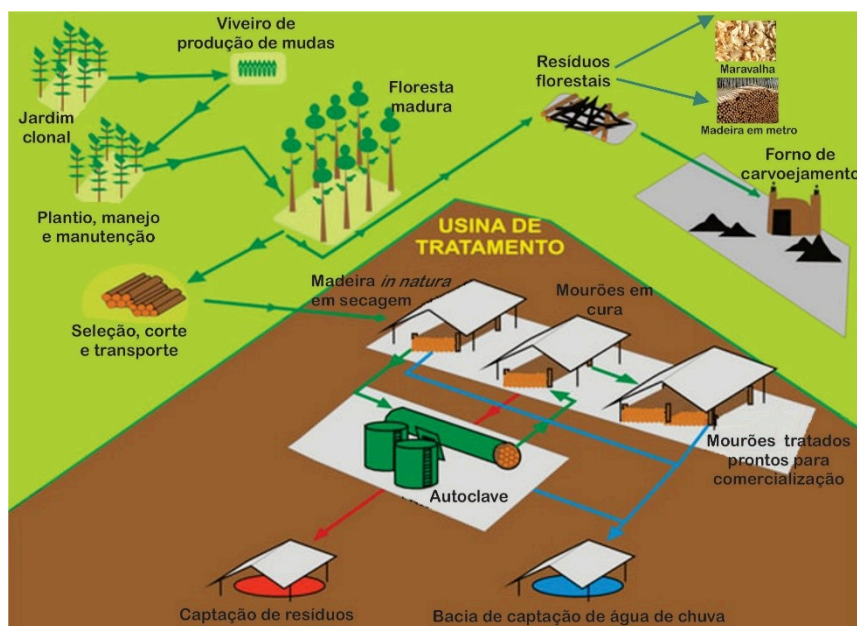 Viveiro de
produção de mudas
Jardim
clonal
Floresta
madura
Resíduos
florestais
Maravalha
Madeira em metro
Forno de
carvoejamento
Plantio, manejo
e manutenção
USINA DE
TRATAMENTO
Seleção, corte
e transporte
Madeira in natura
em secagem
Mourões em
cura
Mourões tratados
prontos para
comercialização
Autoclave
Captação de resíduos
Bacia de captação de água de chuva